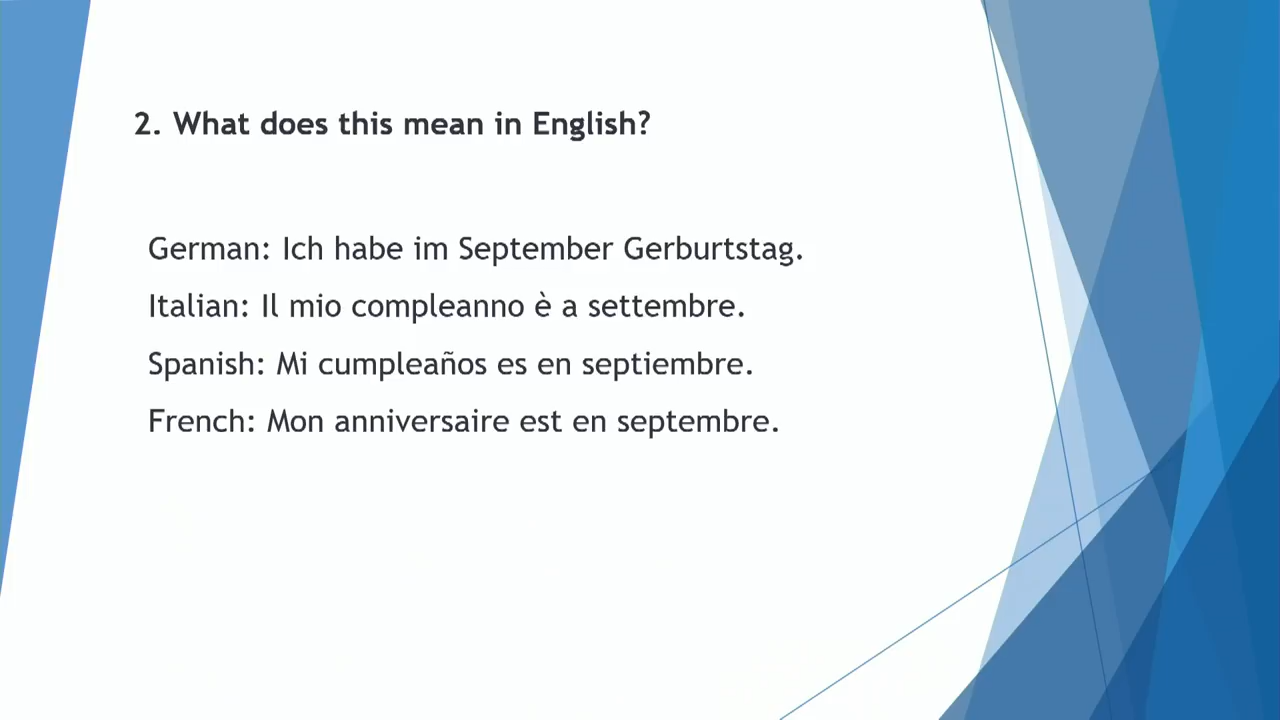 2. What does this mean in English?
German: Ich habe im September Gerburtstag.
Italian: Il mio compleanno è a settembre.
Spanish: Mi cumpleaños es en septiembre.
French: Mon anniversaire est en septembre.